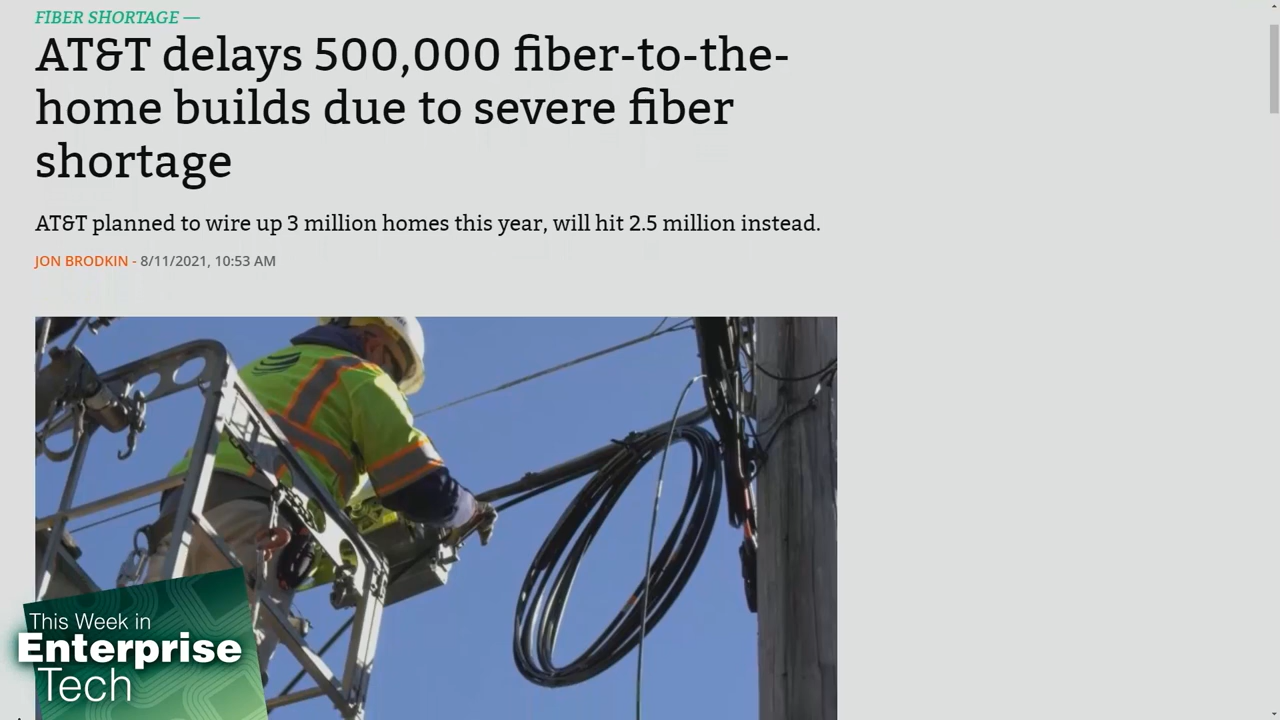 FIBER SHORTAGE —
AT&T delays 500,000 fiber-to-the-
home builds due to severe fiber
shortage
AT&T planned to wire up 3 million homes this year, will hit 2.5 million instead.
JON BRODKIN - 8/11/2021, 10:53 AM
This Week in
Enterprise
Tech